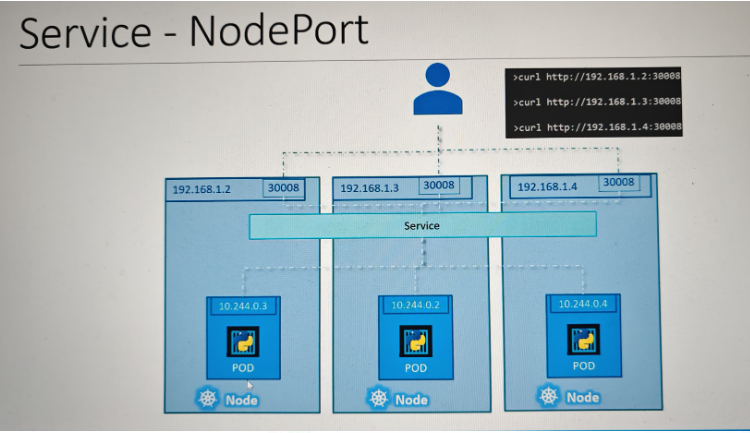 Service - NodePort
>curl http://192.168.1.2:30008
>curl http://192.168.1.3:30008
>curl http://192.168.1.4:30008
192.168.1.2
30008
192.168.1.3
30008
192.168.1.4
30008
Service
10.244.0.3
10.244.0.2
10.244.0.4
POD
POD
POD
Node
Node
Node